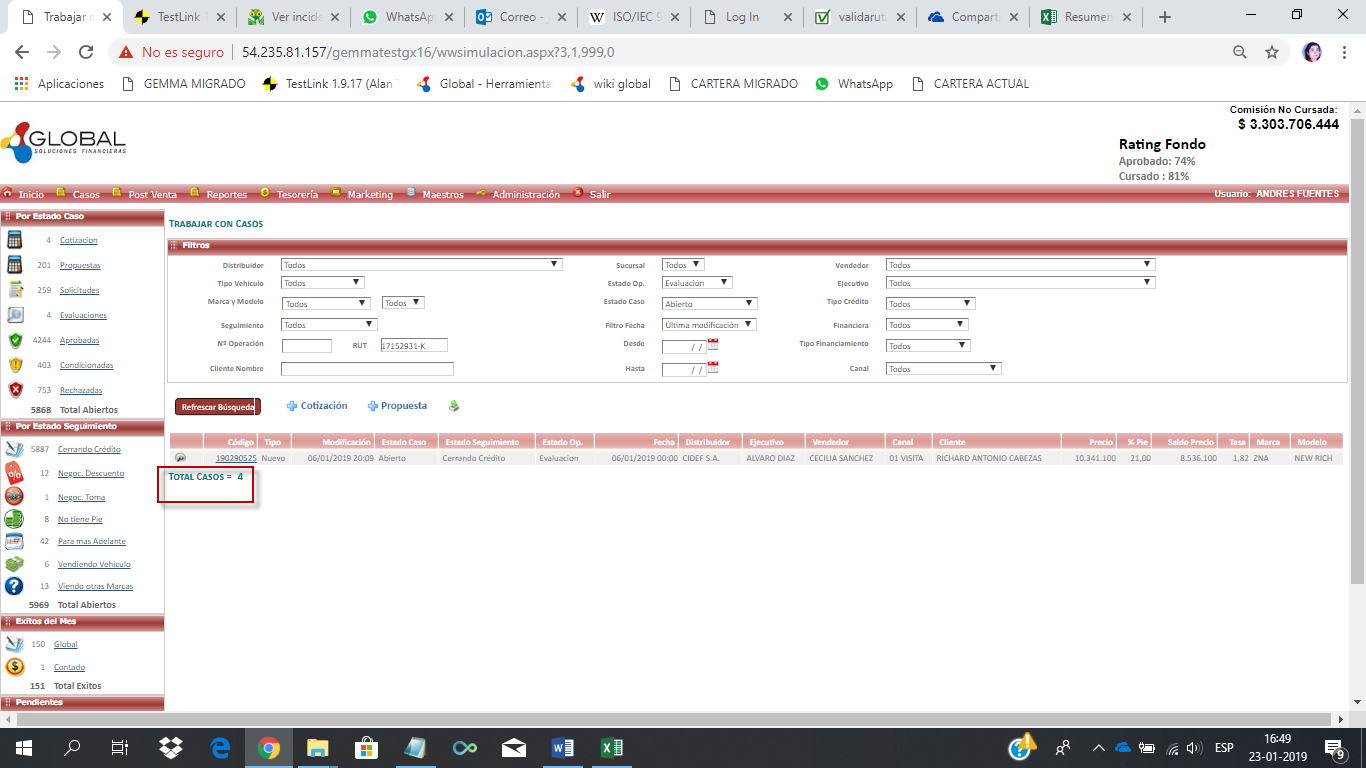 Trabajar c
TestLink 1
Ver incide
WhatsApp
Correo -
ISO/IEC 9
Log In
validarut
Compart
Resumen
No es seguro | 54.235.81.157/gemmatestgx16/wwsimulacion.aspx?3,1,999,0
Aplicaciones GEMMA MIGRADO TestLink 1.9.17 (Alan Global - Herramienta wiki global CARTERA MIGRADO WhatsApp CARTERA ACTUAL
Comisión No Cursada:
$ 3.303.706.444
GLOBAL
SOLUCIONES FINANCIERAS
Rating Fondo
Aprobado: 74%
Cursado : 81%
Inicio Casos Post Venta Reportes Tesorería Marketing Maestros Administración Salir Usuario: ANDRES FUENTES
Por Estado Caso
4 Cotizacion
201 Propuestas
259 Solicitudes
4 Evaluaciones
4244 Aprobadas
403 Condicionadas
753 Rechazadas
5868 Total Abiertos
Por Estado Seguimiento
5887 Cerrando Crédito
12 Negoc. Descuento
1 Negoc. Toma
8 No tiene Pie
42 Para mas Adelante
6 Vendiendo Vehiculo
13 Viendo otras Marcas
5969 Total Abiertos
Exitos del Mes
150 Global
1 Contado
151 Total Exitos
Pendientes
TRABAJAR CON CASOS
Filtros
Distribuidor Todos Sucursal Todos Vendedor Todos
Tipo Vehículo Todos Estado Op. Evaluación Ejecutivo Todos
Marca y Modelo Todos Todos Estado Caso Abierto Tipo Crédito Todos
Seguimiento Todos Filtro Fecha Última modificación Financiera Todos
Nº Operación RUT 17152931-K Desde / / Tipo Financiamiento Todos
Cliente Nombre Hasta / / Canal Todos
Refrescar Búsqueda Cotización Propuesta
Código Tipo Modificación Estado Caso Estado Seguimiento Estado Op. Fecha Distribuidor Ejecutivo Vendedor Canal Cliente Precio % Pie Saldo Precio Tasa Marca Modelo
190290525 Nuevo 06/01/2019 20:09 Abierto Cerrando Crédito Evaluacion 06/01/2019 00:00 CIDEF S.A. ALVARO DIAZ CECILIA SANCHEZ 01 VISITA RICHARD ANTONIO CABEZAS 10.341.100 21,00 8.536.100 1,82 ZNA NEW RICH
TOTAL CASOS = 4
ESP
16:49
23-01-2019
9